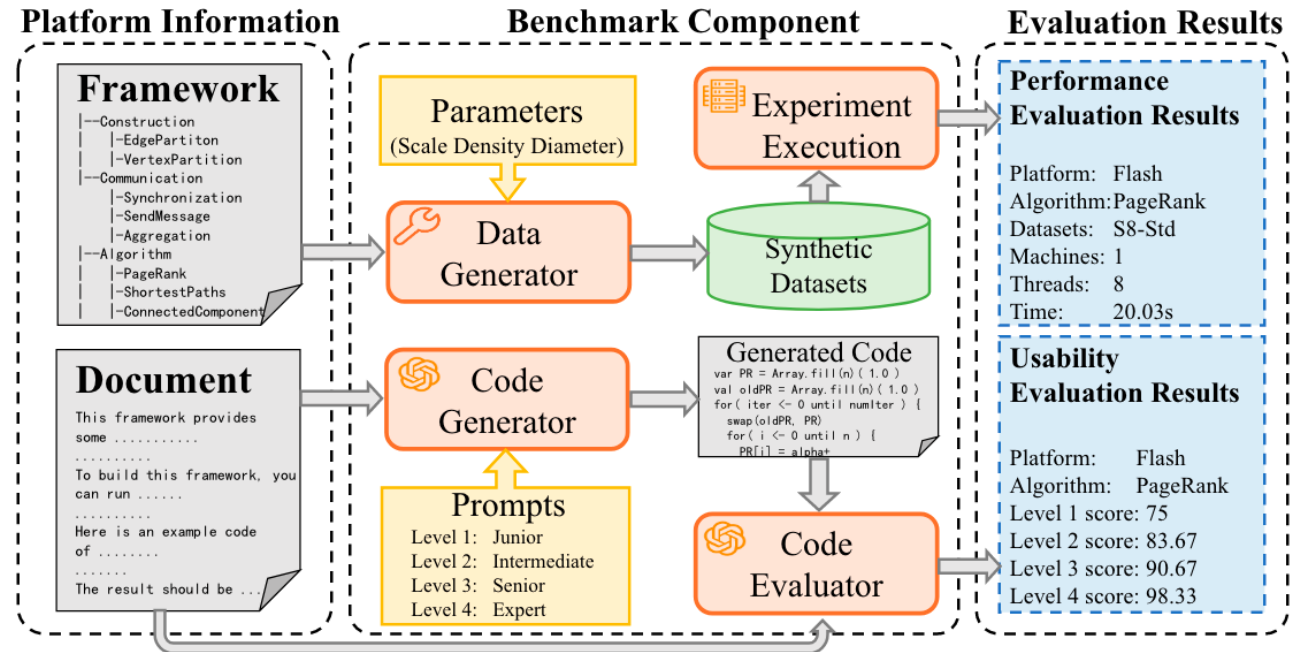 Platform Information
Framework
|--Construction
| |-EdgePartiton
| |-VertexPartition
|--Communication
| |-Synchronization
| |-SendMessage
| |-Aggregation
|--Algorithm
| |-PageRank
| |-ShortestPaths
| |-ConnectedComponent
Document
This framework provides
some ...........
..........
To build this framework, you
can run ......
..........
Here is an example code
of ........
.......
The result should be ...
Benchmark Component
Parameters
(Scale Density Diameter)
Data
Generator
Synthetic
Datasets
Experiment
Execution
Code
Generator
Prompts
Level 1: Junior
Level 2: Intermediate
Level 3: Senior
Level 4: Expert
Generated Code
var PR = Array.fill(n)( 1.0 )
val oldPR = Array.fill(n)( 1.0 )
for( iter <- 0 until numIter ) {
swap(oldPR, PR)
for( i <- 0 until n ) {
PR[i] = alpha+
Code
Evaluator
Evaluation Results
Performance
Evaluation Results
Platform: Flash
Algorithm:PageRank
Datasets: S8-Std
Machines: 1
Threads: 8
Time: 20.03s
Usability
Evaluation Results
Platform: Flash
Algorithm: PageRank
Level 1 score: 75
Level 2 score: 83.67
Level 3 score: 90.67
Level 4 score: 98.33